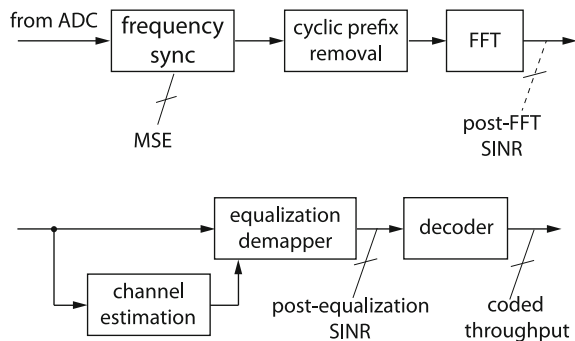 from ADC
frequency
sync
cyclic prefix
removal
FFT
MSE
post-FFT
SINR
equalization
demapper
decoder
channel
estimation
post-equalization
SINR
coded
throughput